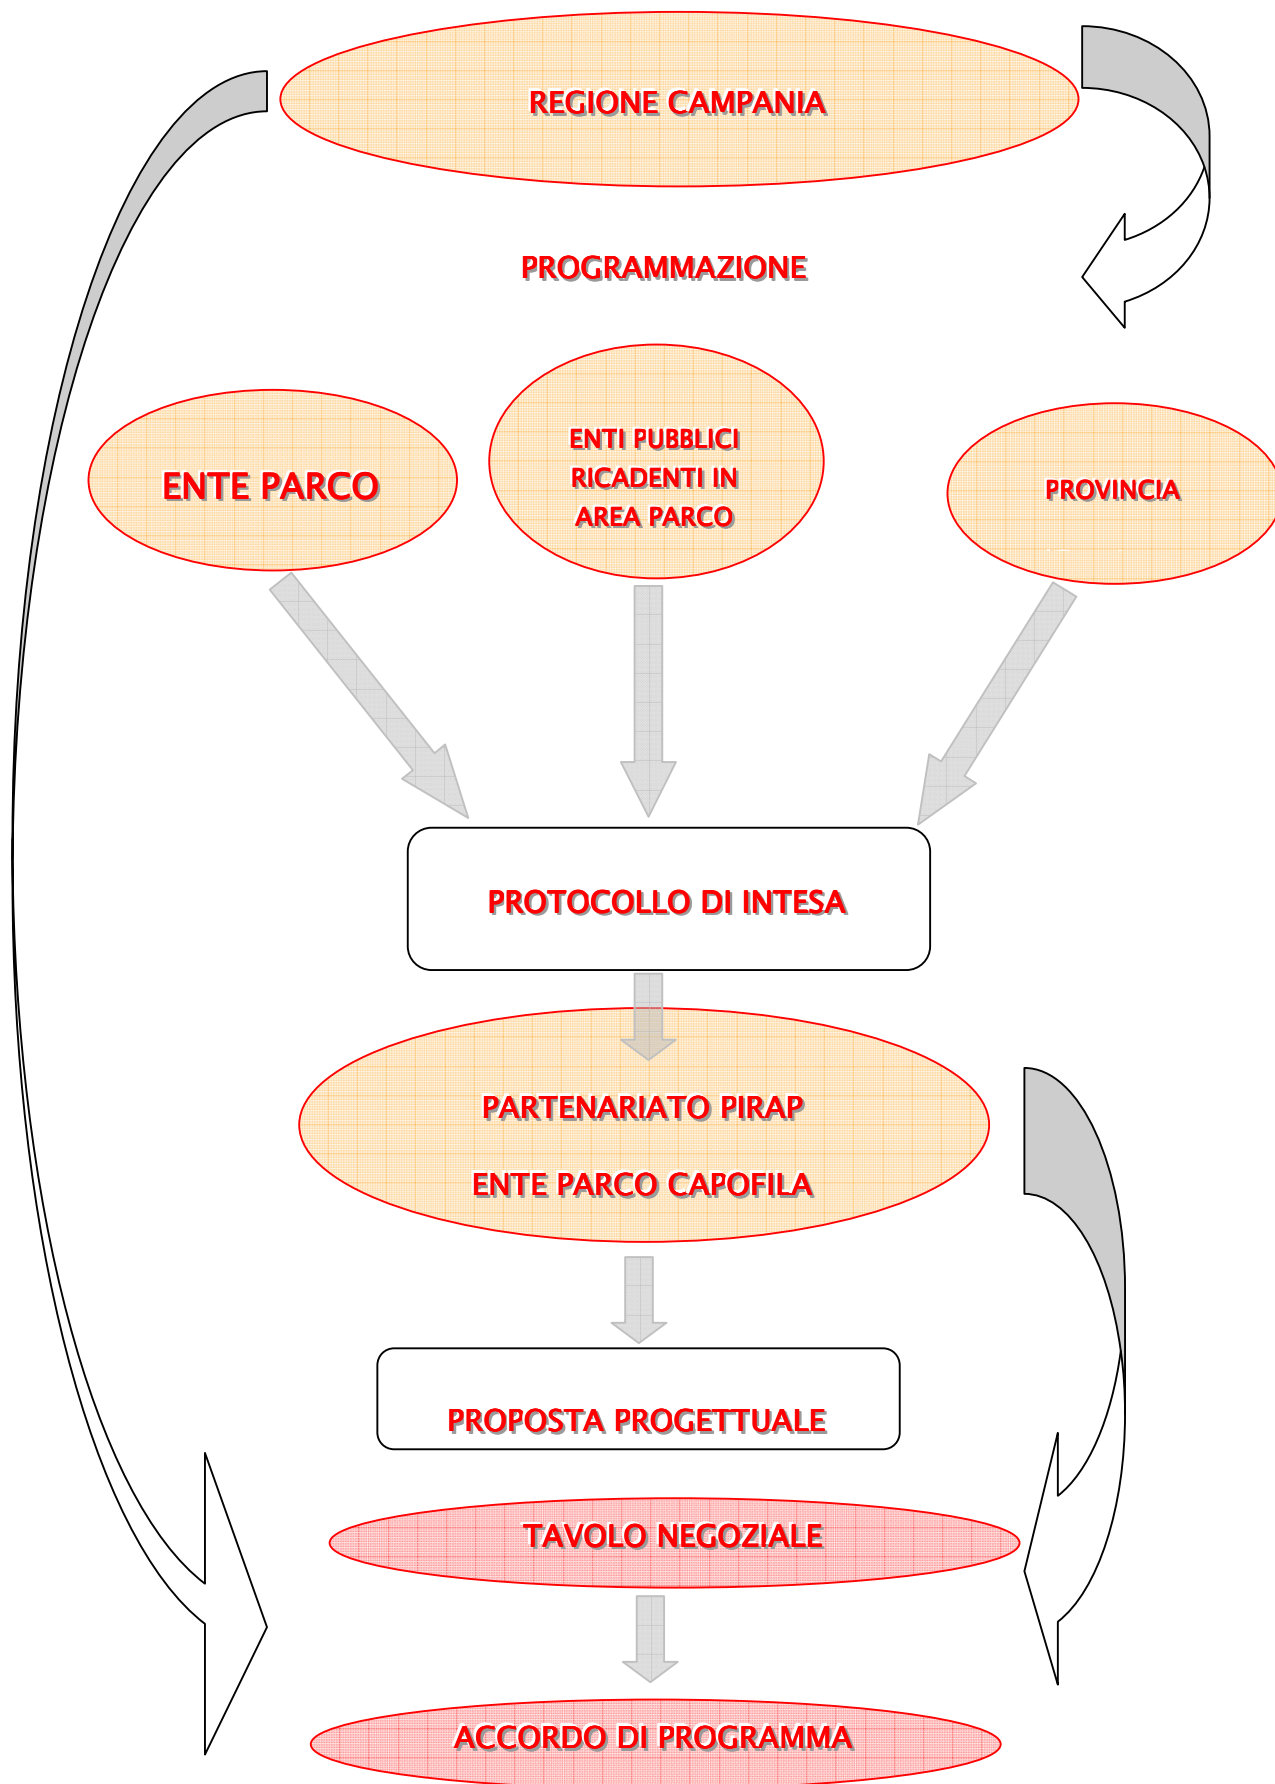 REGIONE CAMPANIA
PROGRAMMAZIONE
ENTE PARCO
ENTI PUBBLICI
RICADENTI IN
AREA PARCO
PROVINCIA
PROTOCOLLO DI INTESA
PARTENARIATO PIRAP
ENTE PARCO CAPOFILA
PROPOSTA PROGETTUALE
TAVOLO NEGOZIALE
ACCORDO DI PROGRAMMA